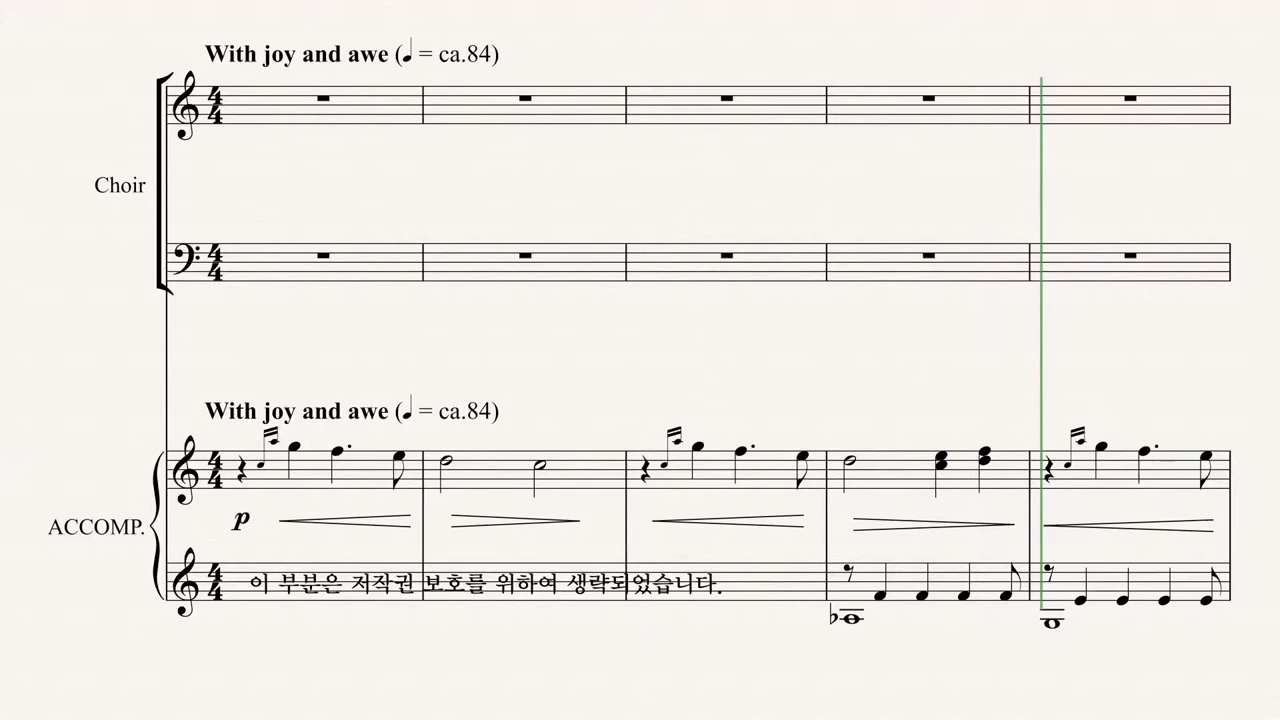 With joy and awe (♩ = ca.84)
Choir
With joy and awe (♩ = ca.84)
p
ACCOMP.
이 부분은 저작권 보호를 위하여 생략되었습니다.